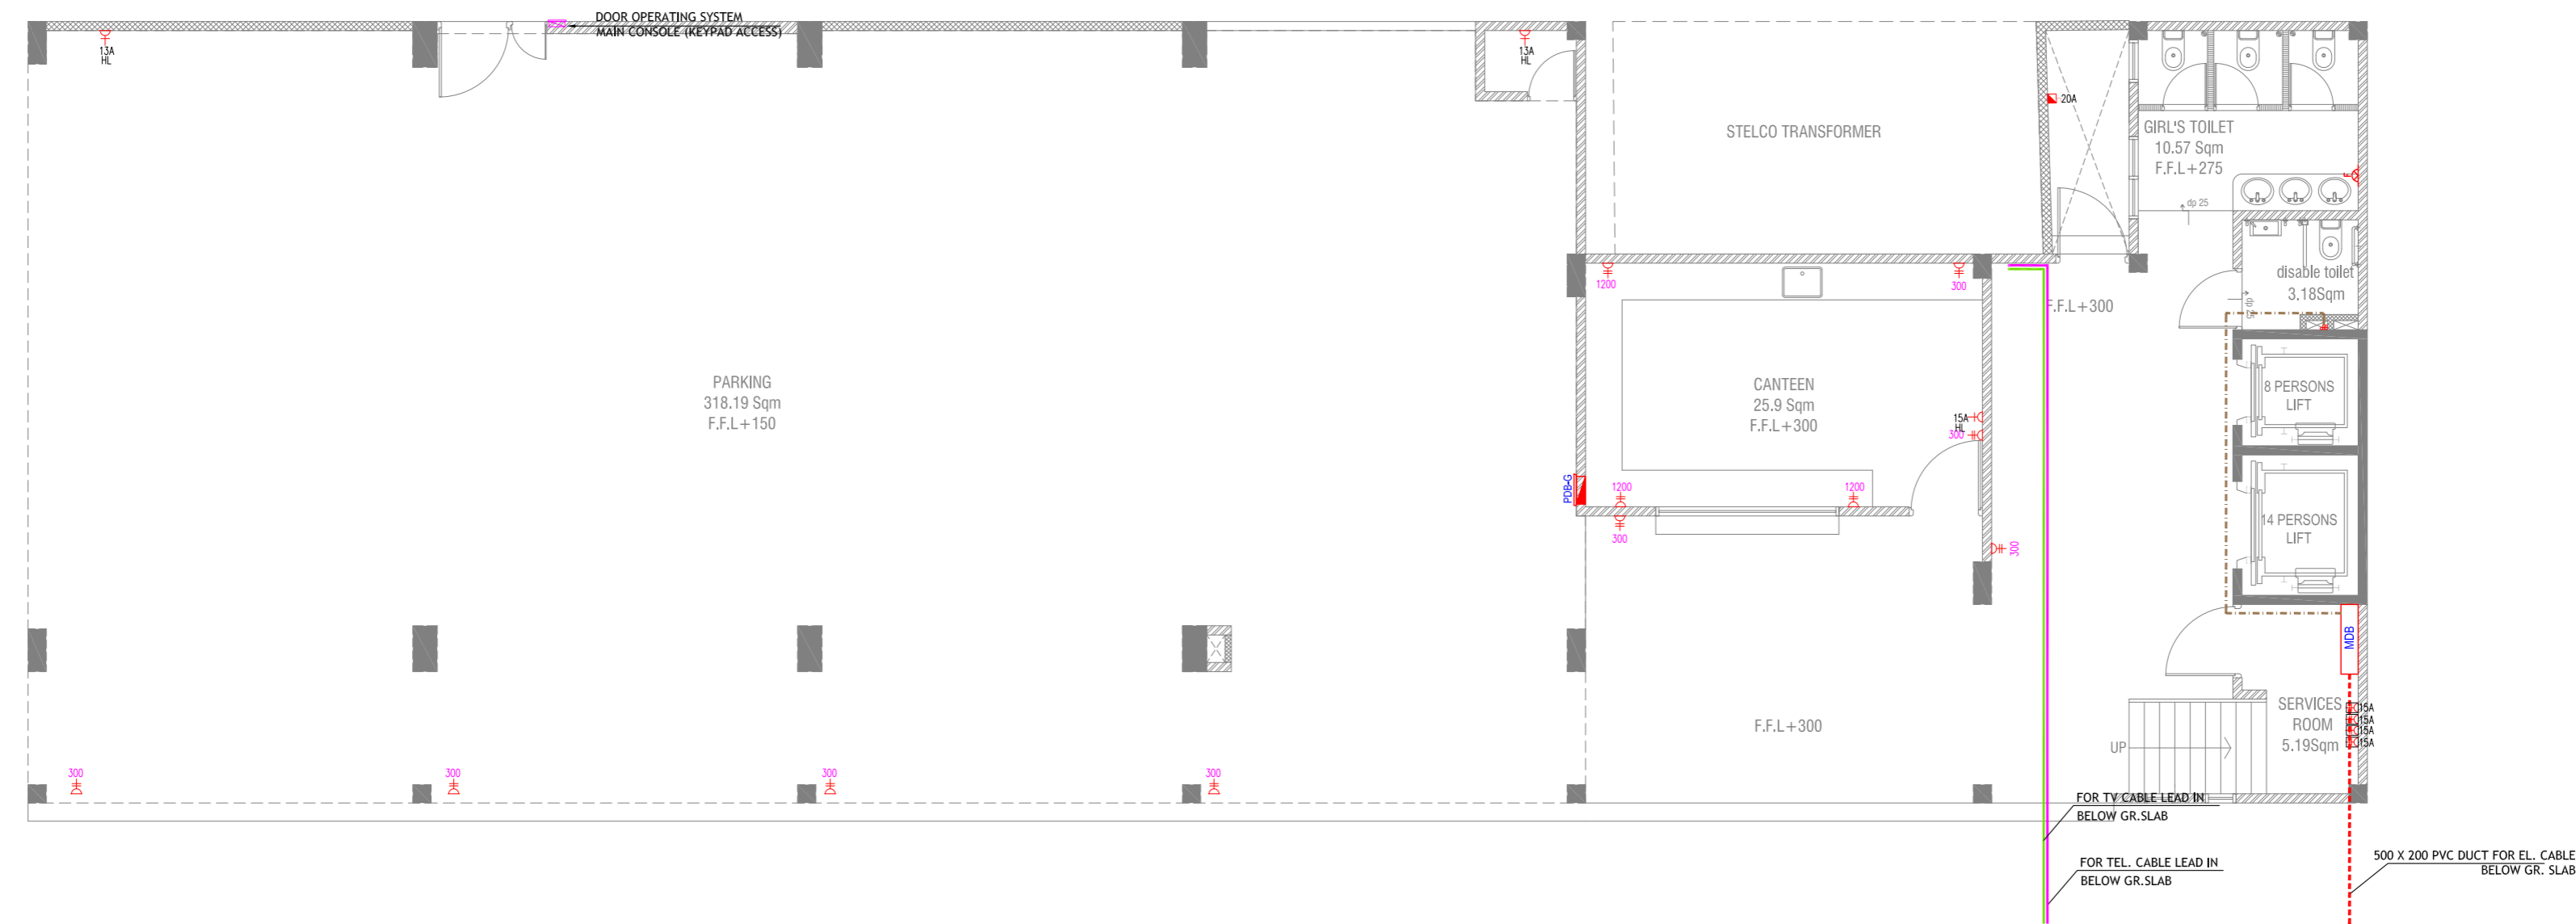 DOOR OPERATING SYSTEM
MAIN CONSOLE (KEYPAD ACCESS)
13A
HL
13A
HL
20A
STELCO TRANSFORMER
GIRL'S TOILET
10.57 Sqm
F.F.L+275
dp 25
disable toilet
3.18Sqm
dp 25
1200
300
F.F.L+300
PARKING
318.19 Sqm
F.F.L+150
CANTEEN
25.9 Sqm
F.F.L+300
15A
HL
300
8 PERSONS
LIFT
PDB-G
1200
1200
300
300
14 PERSONS
LIFT
MDB
SERVICES
ROOM
5.19Sqm
15A
15A
15A
15A
F.F.L+300
UP
300
300
300
300
FOR TV CABLE LEAD IN
BELOW GR.SLAB
FOR TEL. CABLE LEAD IN
BELOW GR.SLAB
500 X 200 PVC DUCT FOR EL. CABLE
BELOW GR. SLAB